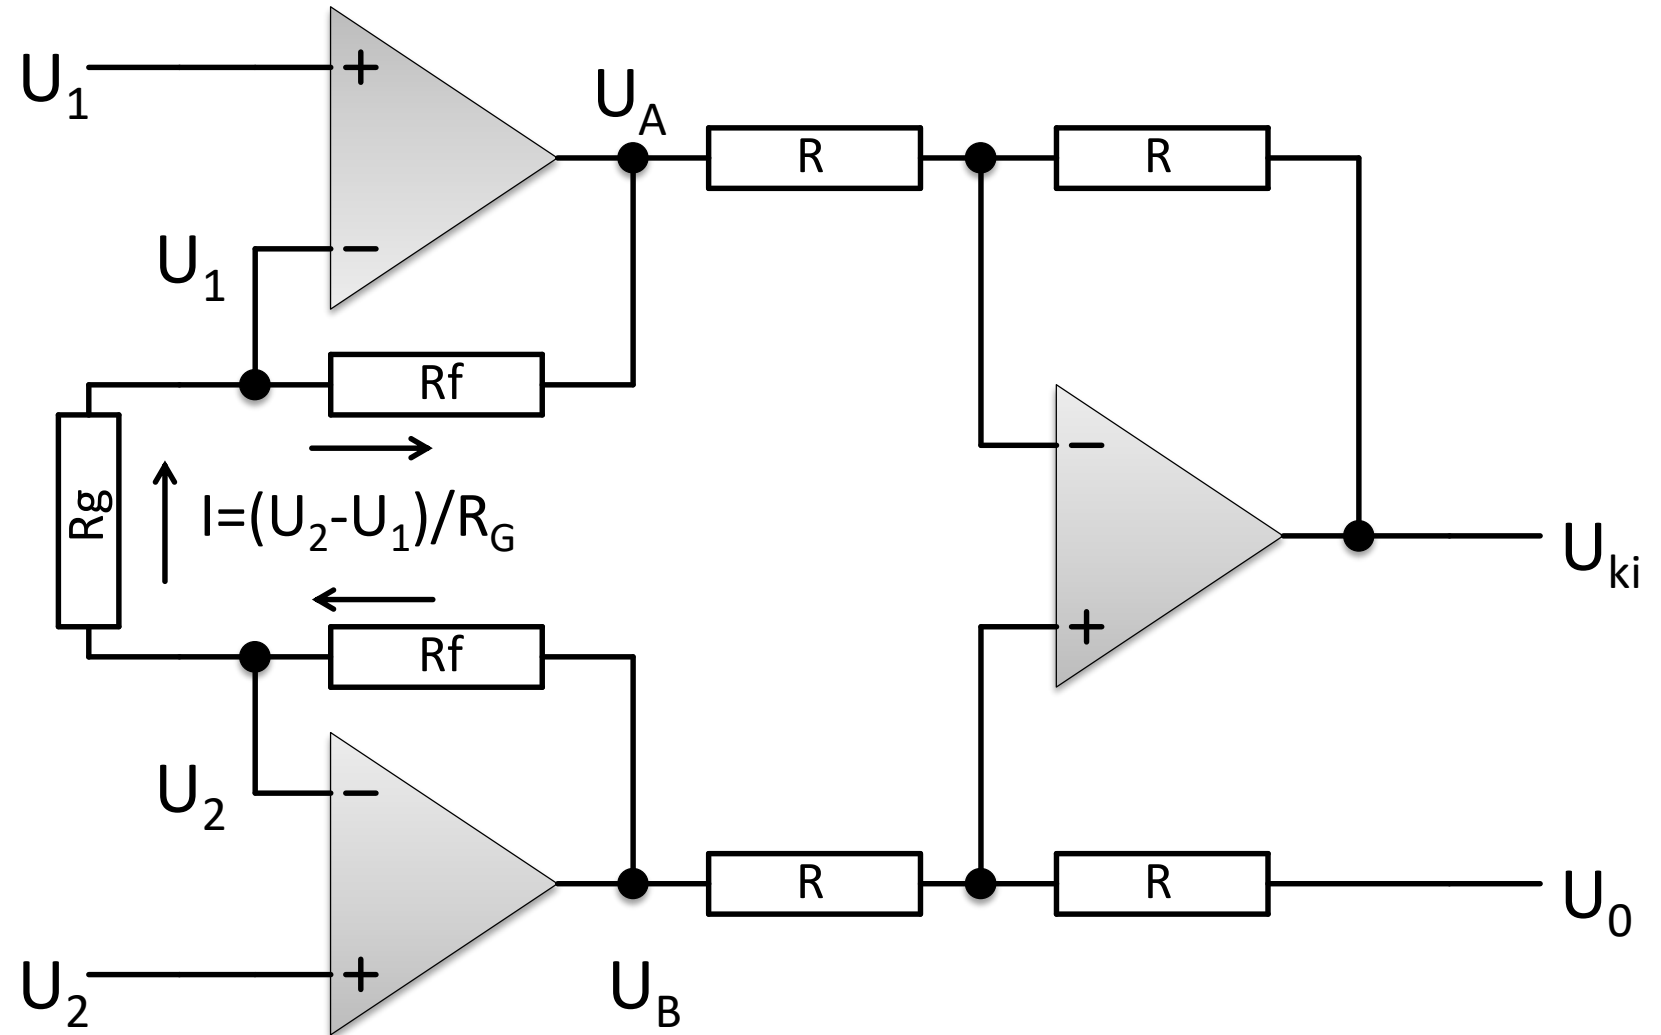 U1
+
UA
R
R
U1
−
Rf
Rg
I=(U2-U1)/RG
−
Uki
+
Rf
U2
−
R
R
U0
U2
+
UB